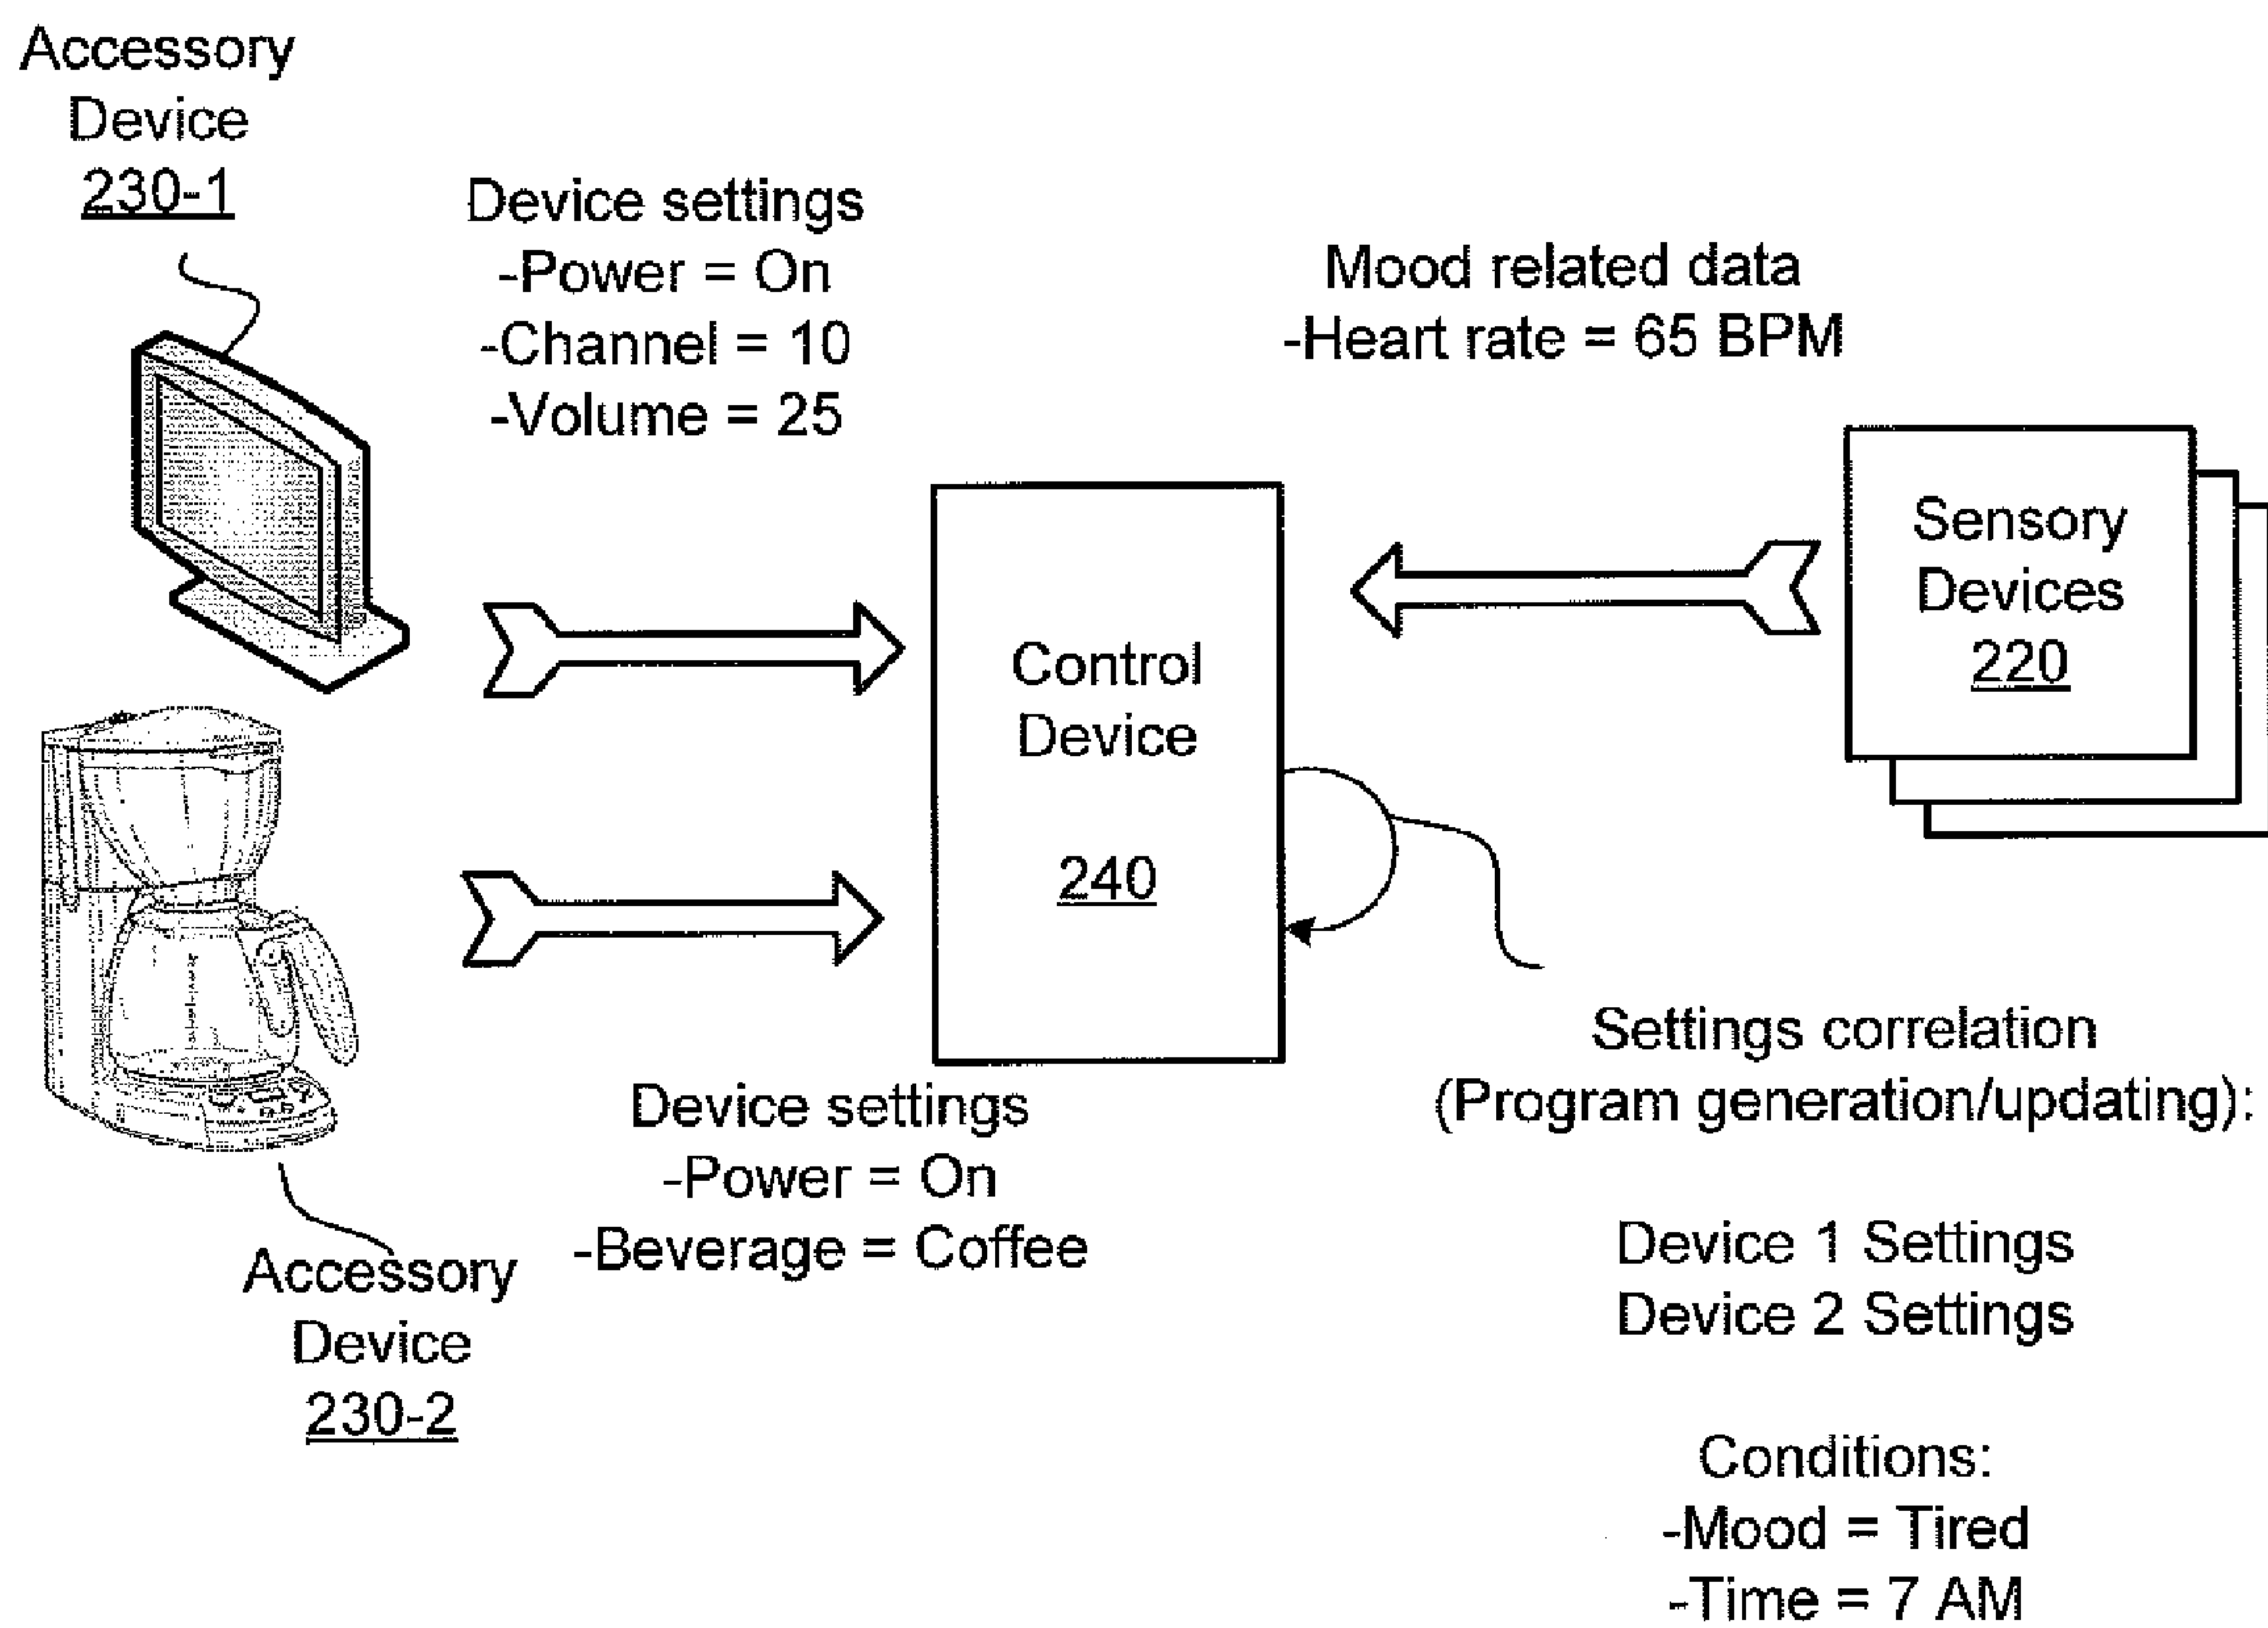 Accessory
Device
230-1
Device settings
-Power = On
-Channel = 10
-Volume = 25
Mood related data
-Heart rate = 65 BPM
Sensory
Devices
220
Control
Device
240
Settings correlation
(Program generation/updating):
Device 1 Settings
Device 2 Settings
Conditions:
-Mood = Tired
-Time = 7 AM
Device settings
-Power = On
-Beverage = Coffee
Accessory
Device
230-2